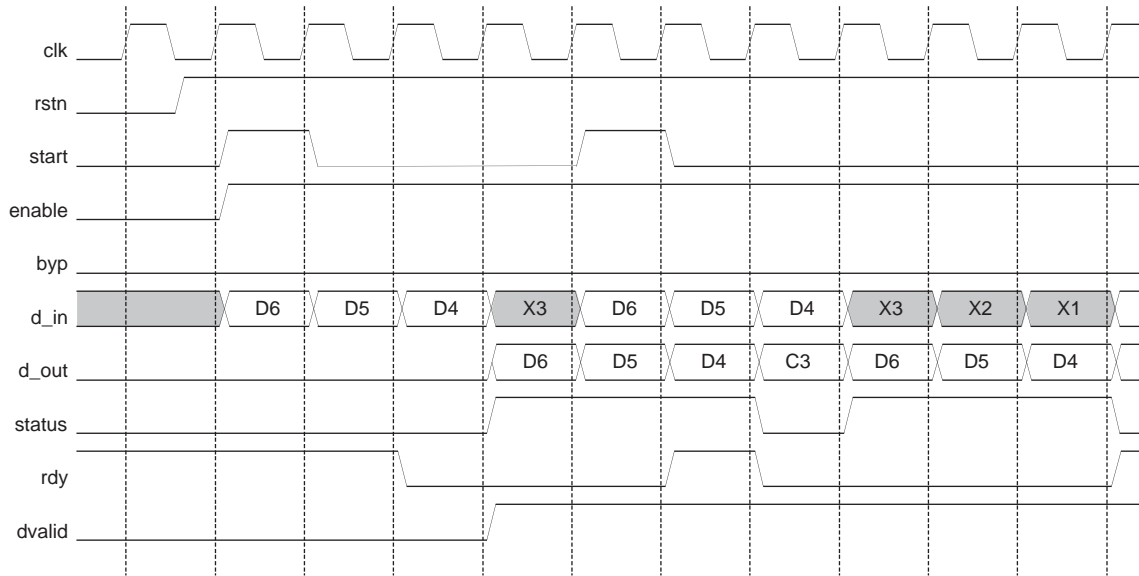 clk
rstn
start
enable
byp
d_in D6 D5 D4 X3 D6 D5 D4 X3 X2 X1
d_out D6 D5 D4 C3 D6 D5 D4
status
rdy
dvalid